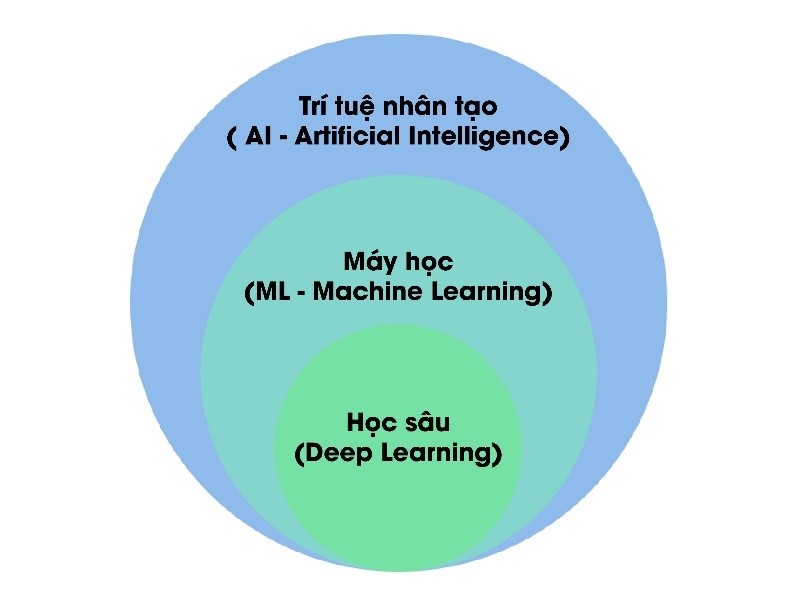 Trí tuệ nhân tạo
( AI - Artificial Intelligence)
Máy học
(ML - Machine Learning)
Học sâu
(Deep Learning)